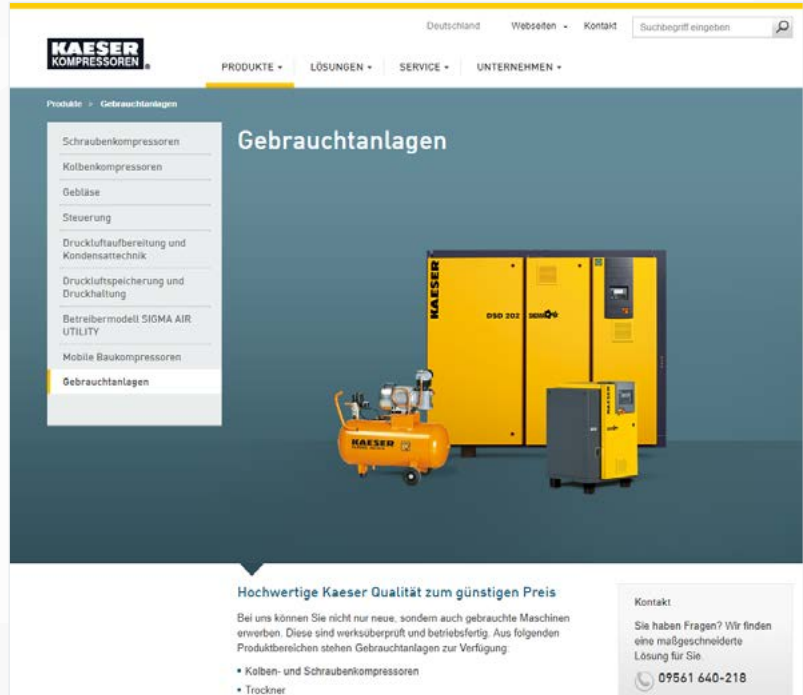 Deutschland Webseiten Kontakt Suchbegriff eingeben
KAESER
KOMPRESSOREN
PRODUKTE LÖSUNGEN SERVICE UNTERNEHMEN
Produkte > Gebrauchtanlagen
Gebrauchtanlagen
Schraubenkompressoren
Kolbenkompressoren
Gebläse
Steuerung
Druckluftaufbereitung und
Kondensattechnik
Druckluftspeicherung und
Druckhaltung
Betreibermodell SIGMA AIR
UTILITY
Mobile Baukompressoren
Gebrauchtanlagen
KAESER
DSD 202
KAESER
Hochwertige Kaeser Qualität zum günstigen Preis
Bei uns können Sie nicht nur neue, sondern auch gebrauchte Maschinen
erwerben. Diese sind werksüberprüft und betriebsfertig. Aus folgenden
Produktbereichen stehen Gebrauchtanlagen zur Verfügung:
• Kolben- und Schraubenkompressoren
• Trockner
Kontakt
Sie haben Fragen? Wir finden
eine maßgeschneiderte
Lösung für Sie.
09561 640-218